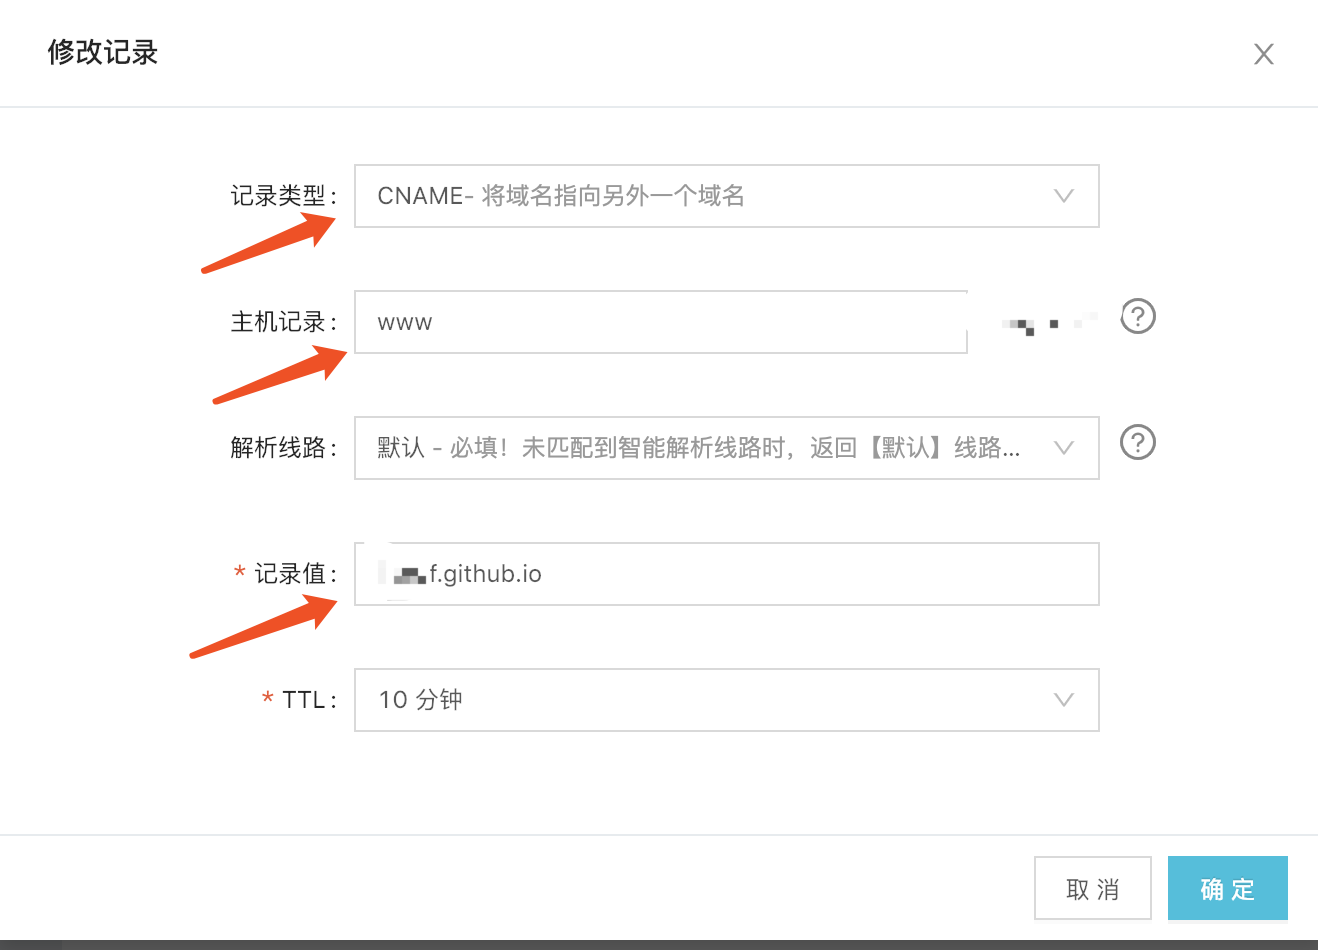 修改记录
记录类型:
CNAME- 将域名指向另外一个域名
主机记录:
www
?
解析线路:
默认 - 必填！未匹配到智能解析线路时，返回【默认】线路...
?
* 记录值:
f.github.io
* TTL:
10 分钟
取 消
确 定